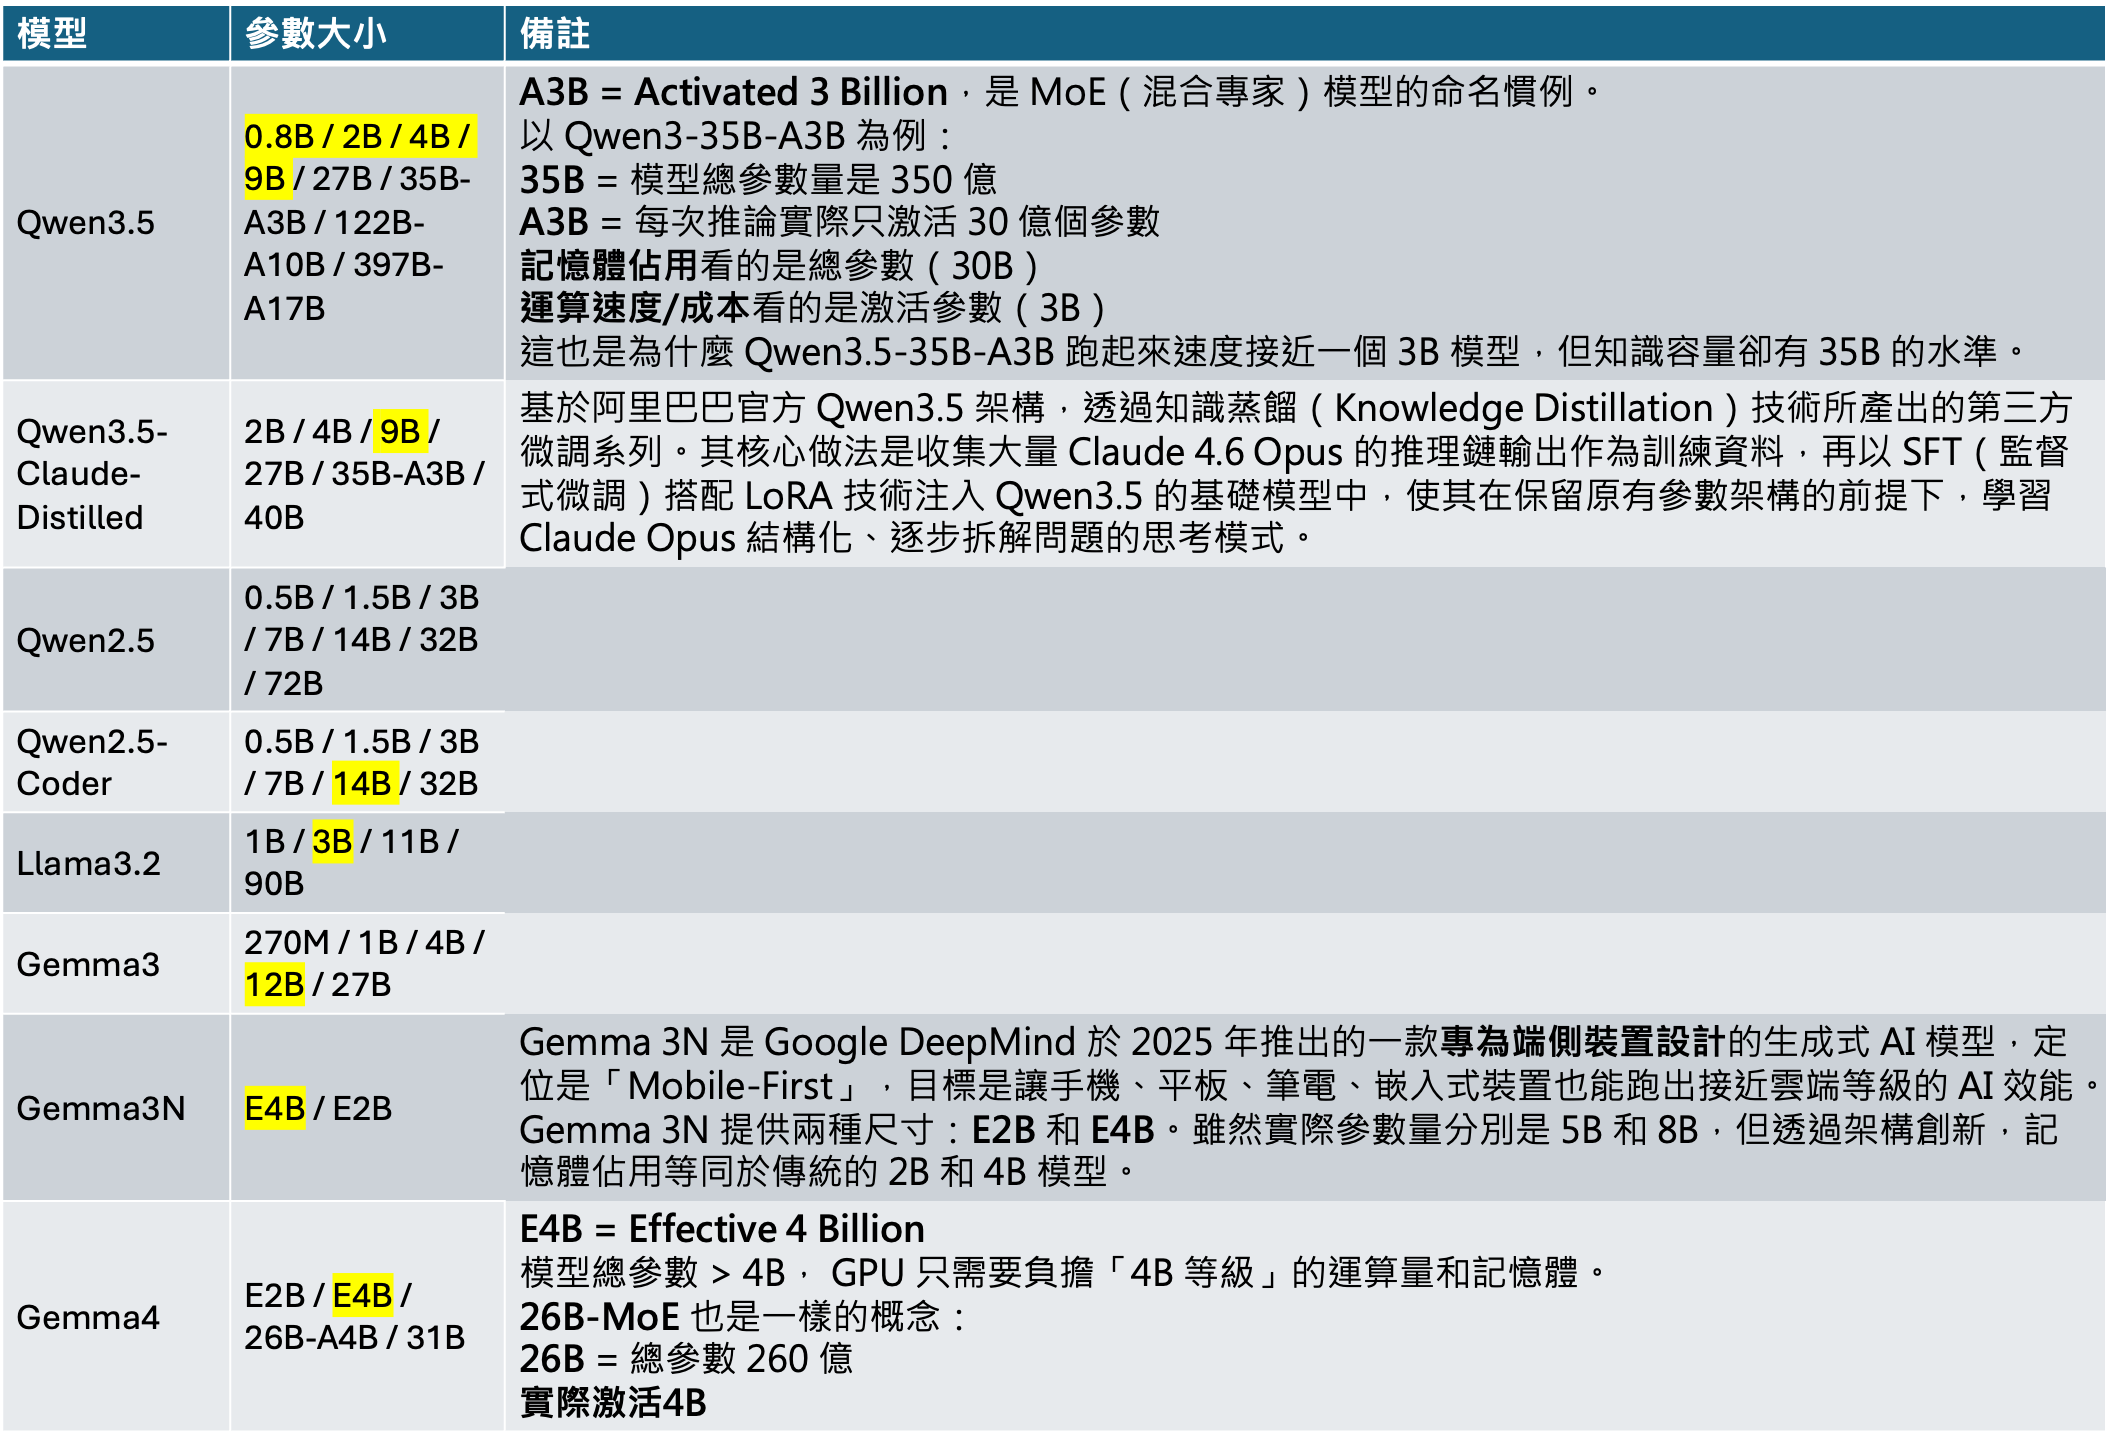 模型
參數大小
備註
Qwen3.5
0.8B / 2B / 4B /
9B / 27B / 35B-
A3B / 122B-
A10B / 397B-
A17B
A3B = Activated 3 Billion，是 MoE（混合專家）模型的命名慣例。
以 Qwen3-35B-A3B 為例：
35B = 模型總參數量是 350 億
A3B = 每次推論實際只激活 30 億個參數
記憶體佔用看的是總參數（30B）
運算速度/成本看的是激活參數（3B）
這也是為什麼 Qwen3.5-35B-A3B 跑起來速度接近一個 3B 模型，但知識容量卻有 35B 的水準。
Qwen3.5-
Claude-
Distilled
2B / 4B / 9B /
27B / 35B-A3B /
40B
基於阿里巴巴官方 Qwen3.5 架構，透過知識蒸餾（Knowledge Distillation）技術所產出的第三方
微調系列。其核心做法是收集大量 Claude 4.6 Opus 的推理鏈輸出作為訓練資料，再以 SFT（監督
式微調）搭配 LoRA 技術注入 Qwen3.5 的基礎模型中，使其在保留原有參數架構的前提下，學習
Claude Opus 結構化、逐步拆解問題的思考模式。
Qwen2.5
0.5B / 1.5B / 3B
/ 7B / 14B / 32B
/ 72B
Qwen2.5-
Coder
0.5B / 1.5B / 3B
/ 7B / 14B / 32B
Llama3.2
1B / 3B / 11B /
90B
Gemma3
270M / 1B / 4B /
12B / 27B
Gemma3N
E4B / E2B
Gemma 3N 是 Google DeepMind 於 2025 年推出的一款專為端側裝置設計的生成式 AI 模型，定
位是「Mobile-First」，目標是讓手機、平板、筆電、嵌入式裝置也能跑出接近雲端等級的 AI 效能。
Gemma 3N 提供兩種尺寸：E2B 和 E4B。雖然實際參數量分別是 5B 和 8B，但透過架構創新，記
憶體佔用等同於傳統的 2B 和 4B 模型。
Gemma4
E2B / E4B /
26B-A4B / 31B
E4B = Effective 4 Billion
模型總參數 > 4B， GPU 只需要負擔「4B 等級」的運算量和記憶體。
26B-MoE 也是一樣的概念：
26B = 總參數 260 億
實際激活4B